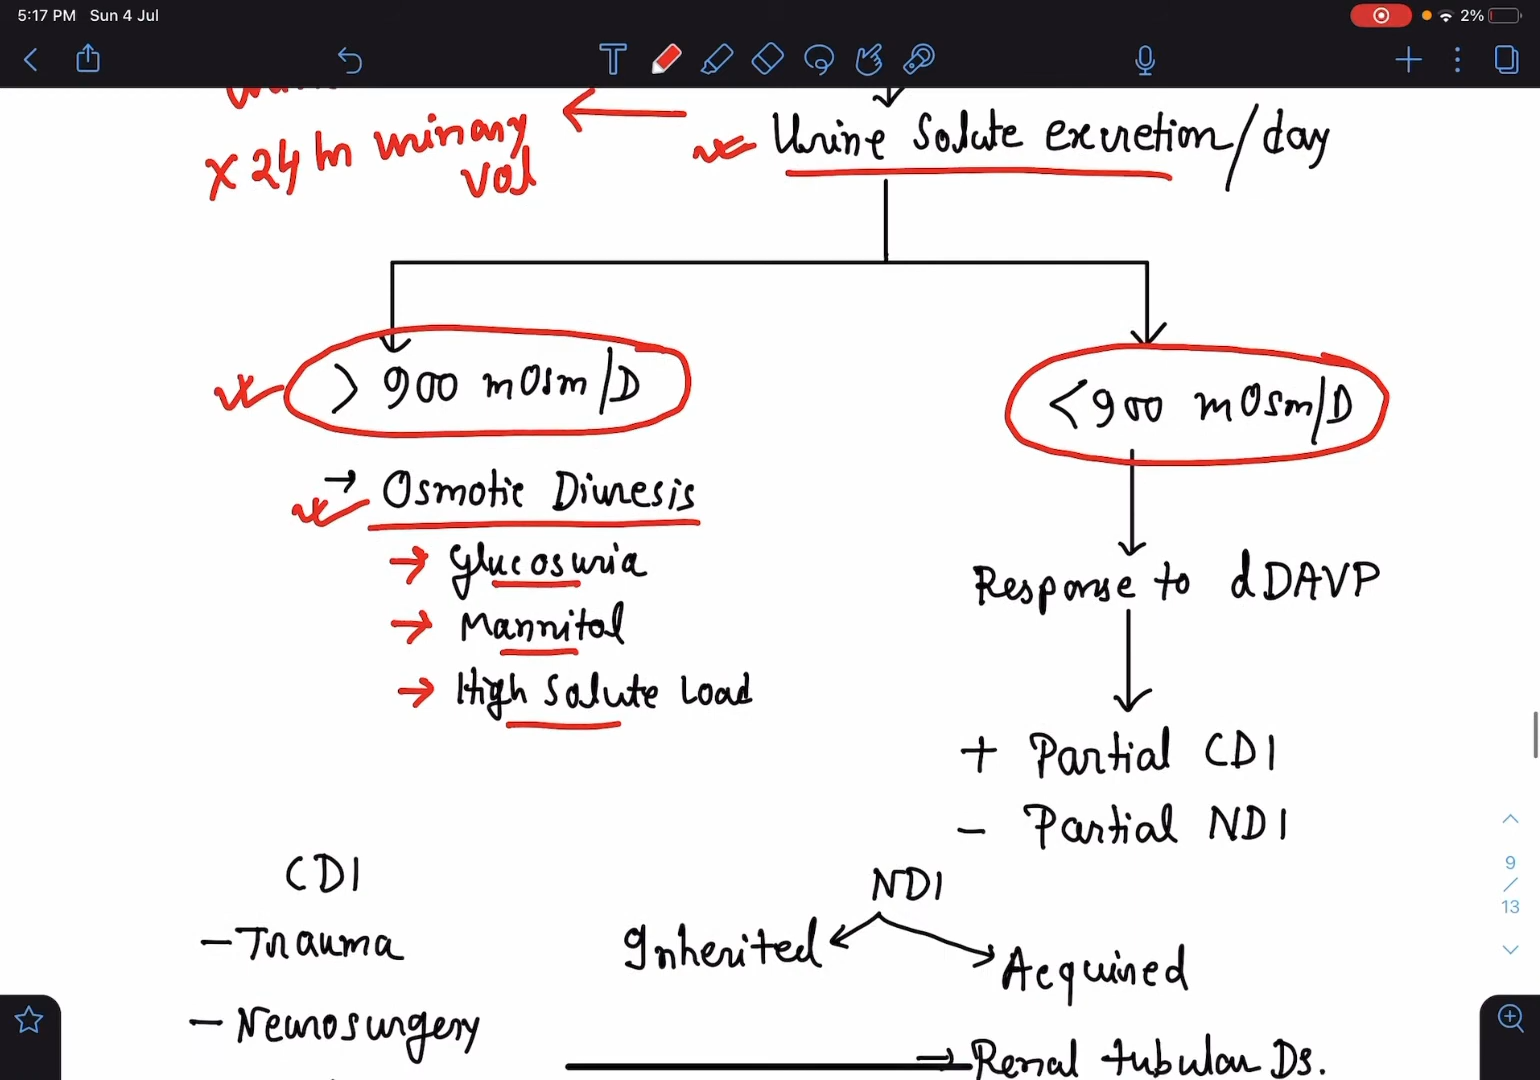 5:17 PM Sun 4 Jul
2%
T
x 24 hr urinary
vol
Urine Solute excretion/day
> 900 mOsm/D
< 900 mOsm/D
→ Osmotic Diuresis
→ Glucosuria
→ Mannitol
→ High Solute Load
Response to dDAVP
+ Partial CDI
- Partial NDI
CDI
- Trauma
- Neurosurgery
NDI
Inherited
Acquired
→ Renal tubular Ds.
9
/
13